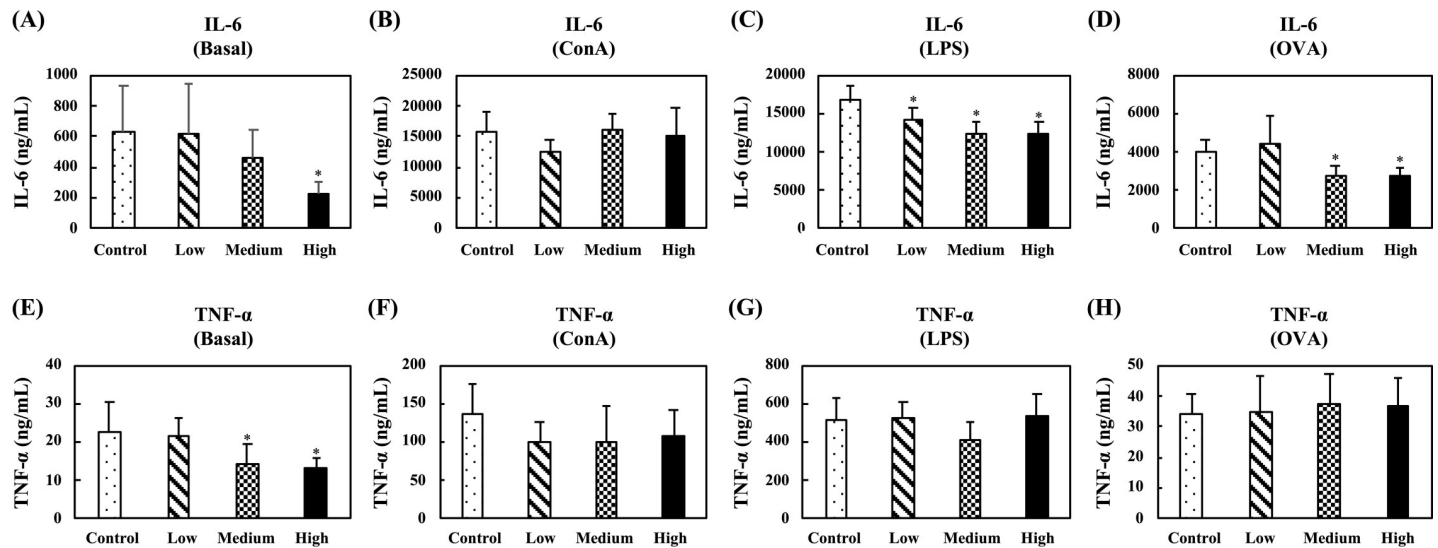 (A)
IL-6
(Basal)
IL-6 (ng/mL)
1000
800
600
400
200
0
*
Control Low Medium High
(B)
IL-6
(ConA)
IL-6 (ng/mL)
25000
20000
15000
10000
5000
0
Control Low Medium High
(C)
IL-6
(LPS)
IL-6 (ng/mL)
20000
15000
10000
5000
0
* * *
Control Low Medium High
(D)
IL-6
(OVA)
IL-6 (ng/mL)
8000
6000
4000
2000
0
* *
Control Low Medium High
(E)
TNF-α
(Basal)
TNF-α (ng/mL)
40
30
20
10
0
* *
Control Low Medium High
(F)
TNF-α
(ConA)
TNF-α (ng/mL)
200
150
100
50
0
Control Low Medium High
(G)
TNF-α
(LPS)
TNF-α (ng/mL)
800
600
400
200
0
Control Low Medium High
(H)
TNF-α
(OVA)
TNF-α (ng/mL)
50
40
30
20
10
0
Control Low Medium High